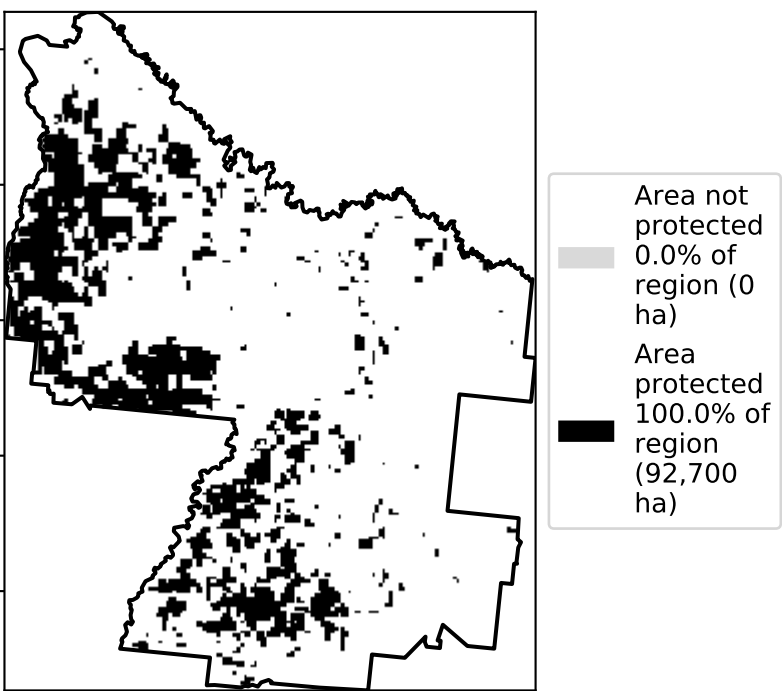 Area not
protected
0.0% of
region (0
ha)
Area
protected
100.0% of
region
(92,700
ha)